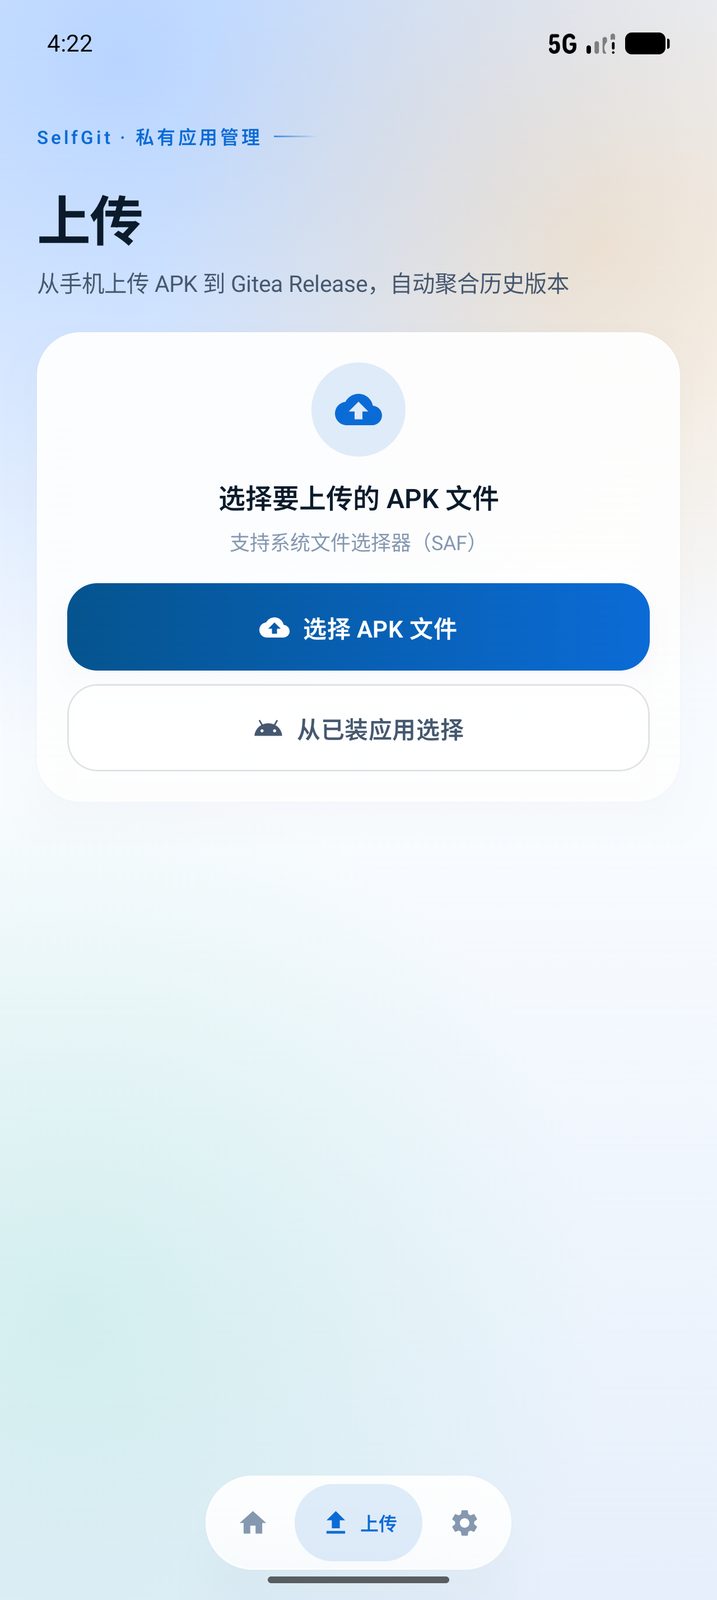 4:22
5G
SelfGit · 私有应用管理
上传
从手机上传 APK 到 Gitea Release，自动聚合历史版本
选择要上传的 APK 文件
支持系统文件选择器（SAF）
选择 APK 文件
从已装应用选择
上传